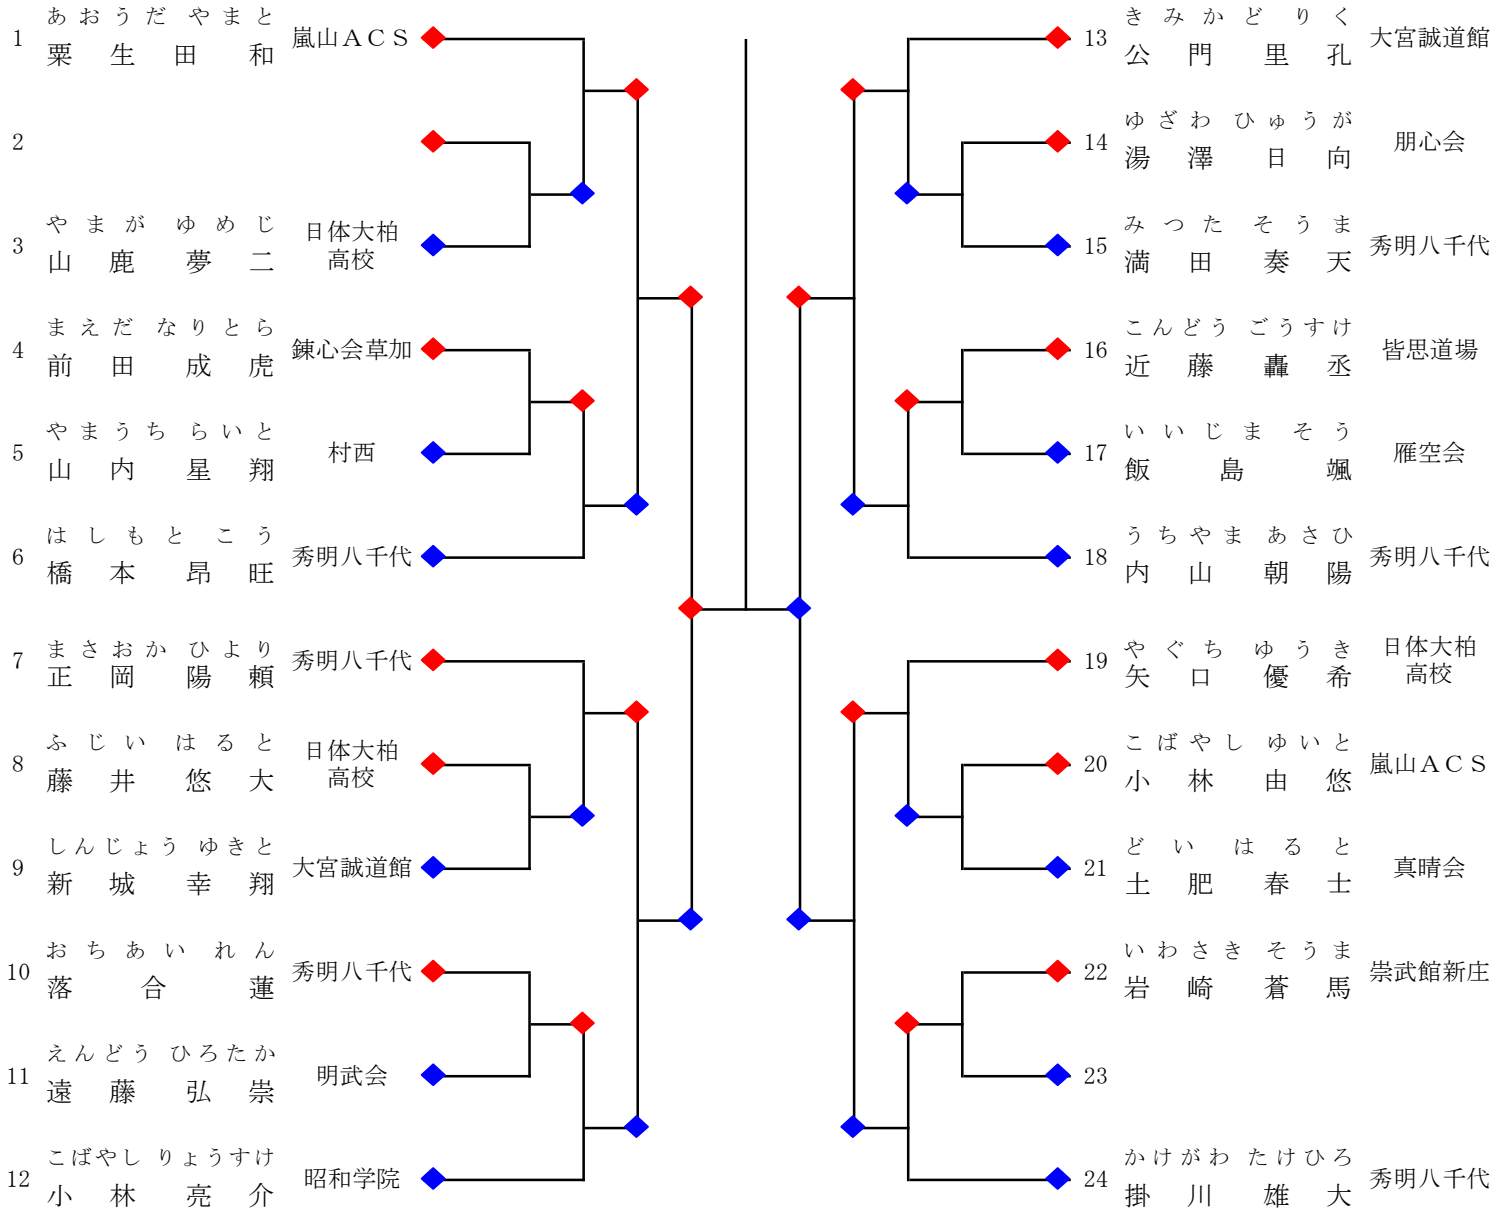 あおうだ やまと
1 粟生田 和 嵐山ＡＣＳ
2
やまが ゆめじ
3 山鹿 夢二 日体大柏
高校
まえだ なりとら
4 前田 成虎 錬心会草加
やまうち らいと
5 山内 星翔 村西
はしもと こう
6 橋本 昂旺 秀明八千代
まさおか ひより
7 正岡 陽頼 秀明八千代
ふじい はると
8 藤井 悠大 日体大柏
高校
しんじょう ゆきと
9 新城 幸翔 大宮誠道館
おちあい れん
10 落合 蓮 秀明八千代
えんどう ひろたか
11 遠藤 弘崇 明武会
こばやし りょうすけ
12 小林 亮介 昭和学院
きみかど りく
13 公門 里孔 大宮誠道館
ゆざわ ひゅうが
14 湯澤 日向 朋心会
みつた そうま
15 満田 奏天 秀明八千代
こんどう ごうすけ
16 近藤 轟丞 皆思道場
いいじま そう
17 飯島 颯 雁空会
うちやま あさひ
18 内山 朝陽 秀明八千代
やぐち ゆうき
19 矢口 優希 日体大柏
高校
こばやし ゆいと
20 小林 由悠 嵐山ＡＣＳ
どい はると
21 土肥 春士 真晴会
いわさき そうま
22 岩崎 蒼馬 崇武館新庄
23
かけがわ たけひろ
24 掛川 雄大 秀明八千代